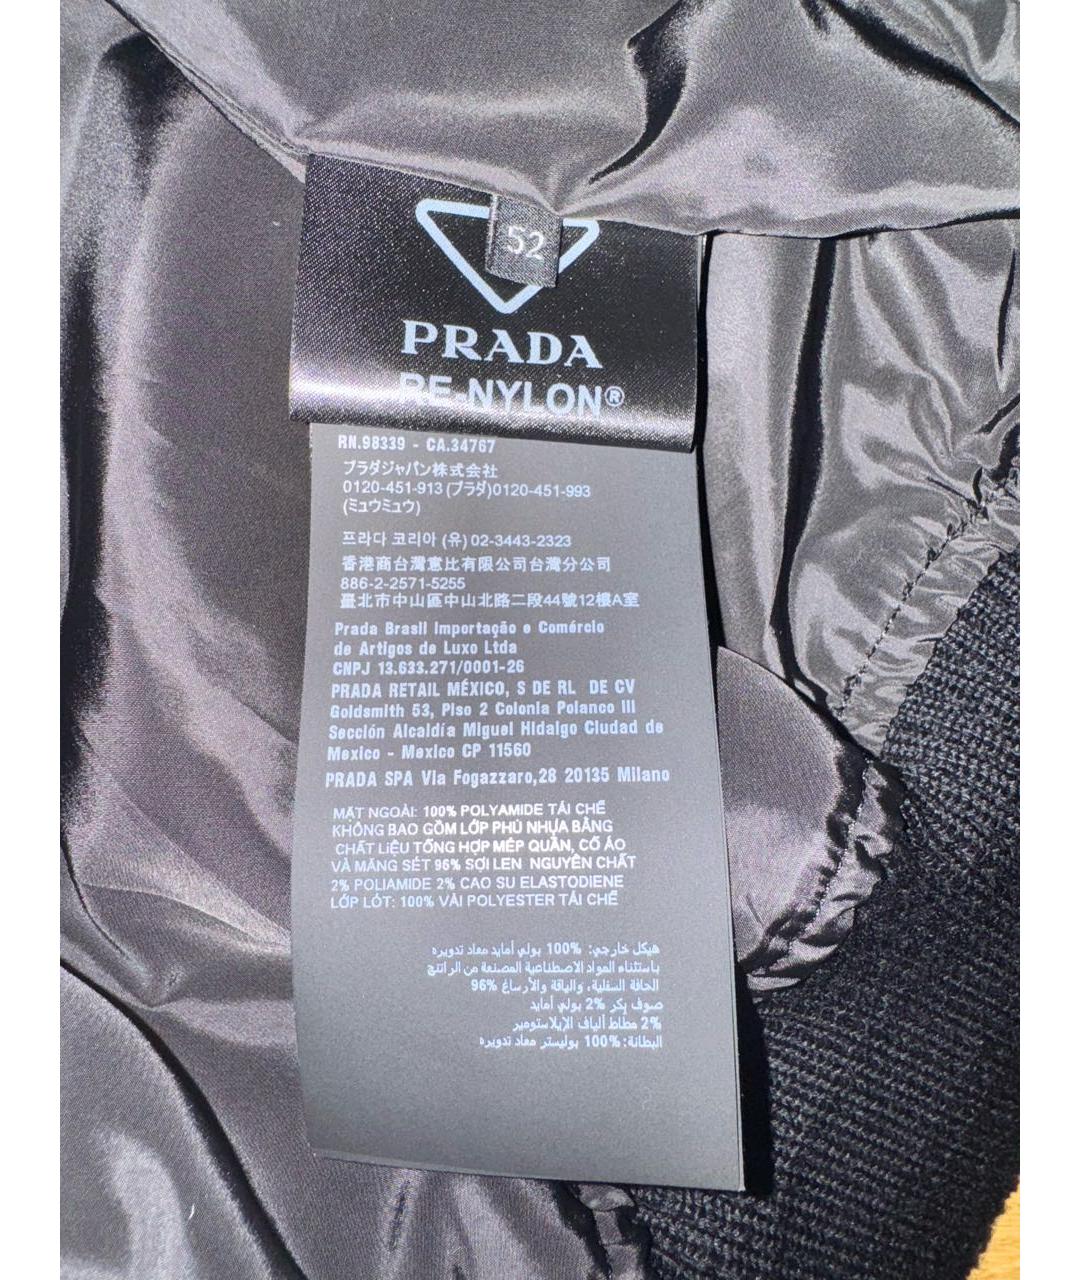 52
PRADA
RE-NYLON®
RN.98339 - CA.34767
プラダジャパン株式会社
0120-451-913 (プラダ)0120-451-993
(ミュウミュウ)
프라다 코리아 (유) 02-3443-2323
香港商台灣意比有限公司台灣分公司
886-2-2571-5255
臺北市中山區中山北路二段44號12樓A室
Prada Brasil Importação e Comércio
de Artigos de Luxo Ltda
CNPJ 13.633.271/0001-26
PRADA RETAIL MÉXICO, S DE RL DE CV
Goldsmith 53, Piso 2 Colonia Polanco III
Sección Alcaldía Miguel Hidalgo Ciudad de
Mexico - Mexico CP 11560
PRADA SPA Via Fogazzaro,28 20135 Milano
MẶT NGOÀI: 100% POLYAMIDE TÁI CHẾ
KHÔNG BAO GỒM LỚP PHỦ NHỰA BẰNG
CHẤT LIỆU TỔNG HỢP MÉP QUẦN, CỔ ÁO
VÀ MĂNG SÉT 96% SỢI LEN NGUYÊN CHẤT
2% POLIAMIDE 2% CAO SU ELASTODIENE
LỚP LÓT: 100% VẢI POLYESTER TÁI CHẾ
هيكل خارجي: 100% بولي أمايد معاد تدويره
باستثناء المواد الاصطناعية المصنعة من الراتنج
الحافة السفلية، والياقة والأرساغ 96%
صوف بكر 2% بولي أمايد
2% مطاط ألياف الإيلاستومير
البطانة: 100% بوليستر معاد تدويره